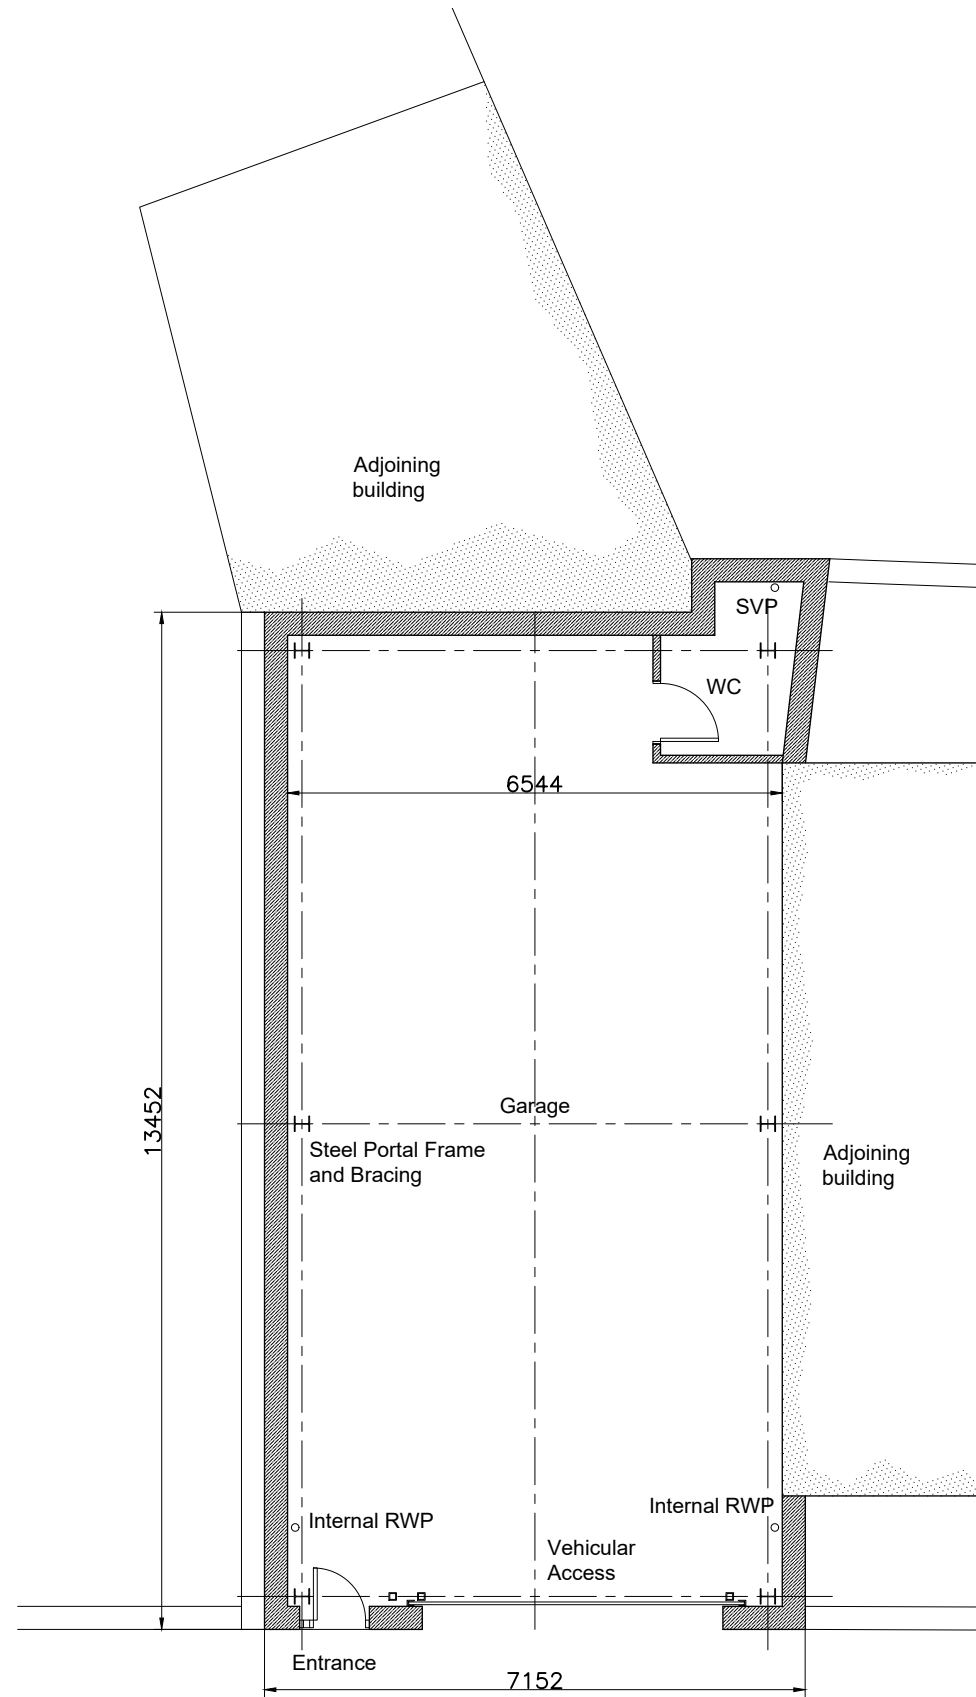 Adjoining
building
SVP
WC
6544
13452
Garage
Steel Portal Frame
and Bracing
Adjoining
building
Internal RWP
Internal RWP
Vehicular
Access
Entrance
7152